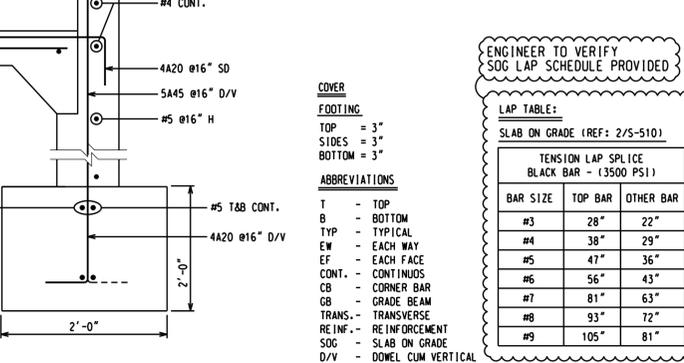 #4 CONT.
4A20 @16" SD
5A45 @16" D/V
#5 @16" H
#5 T&B CONT.
4A20 @16" D/V
2'-0"
2'-0"
COVER
FOOTING
TOP = 3"
SIDES = 3"
BOTTOM = 3"
ABBREVIATIONS
T - TOP
B - BOTTOM
TYP - TYPICAL
EW - EACH WAY
EF - EACH FACE
CONT. - CONTINUOS
CB - CORNER BAR
GB - GRADE BEAM
TRANS.- TRANSVERSE
REINF.- REINFORCEMENT
SOG - SLAB ON GRADE
D/V - DOWEL CUM VERTICAL
ENGINEER TO VERIFY
SOG LAP SCHEDULE PROVIDED
LAP TABLE:
SLAB ON GRADE (REF: 2/S-510)
TENSION LAP SPLICE
BLACK BAR - (3500 PSI)
BAR SIZE TOP BAR OTHER BAR
#3 28" 22"
#4 38" 29"
#5 47" 36"
#6 56" 43"
#7 81" 63"
#8 93" 72"
#9 105" 81"